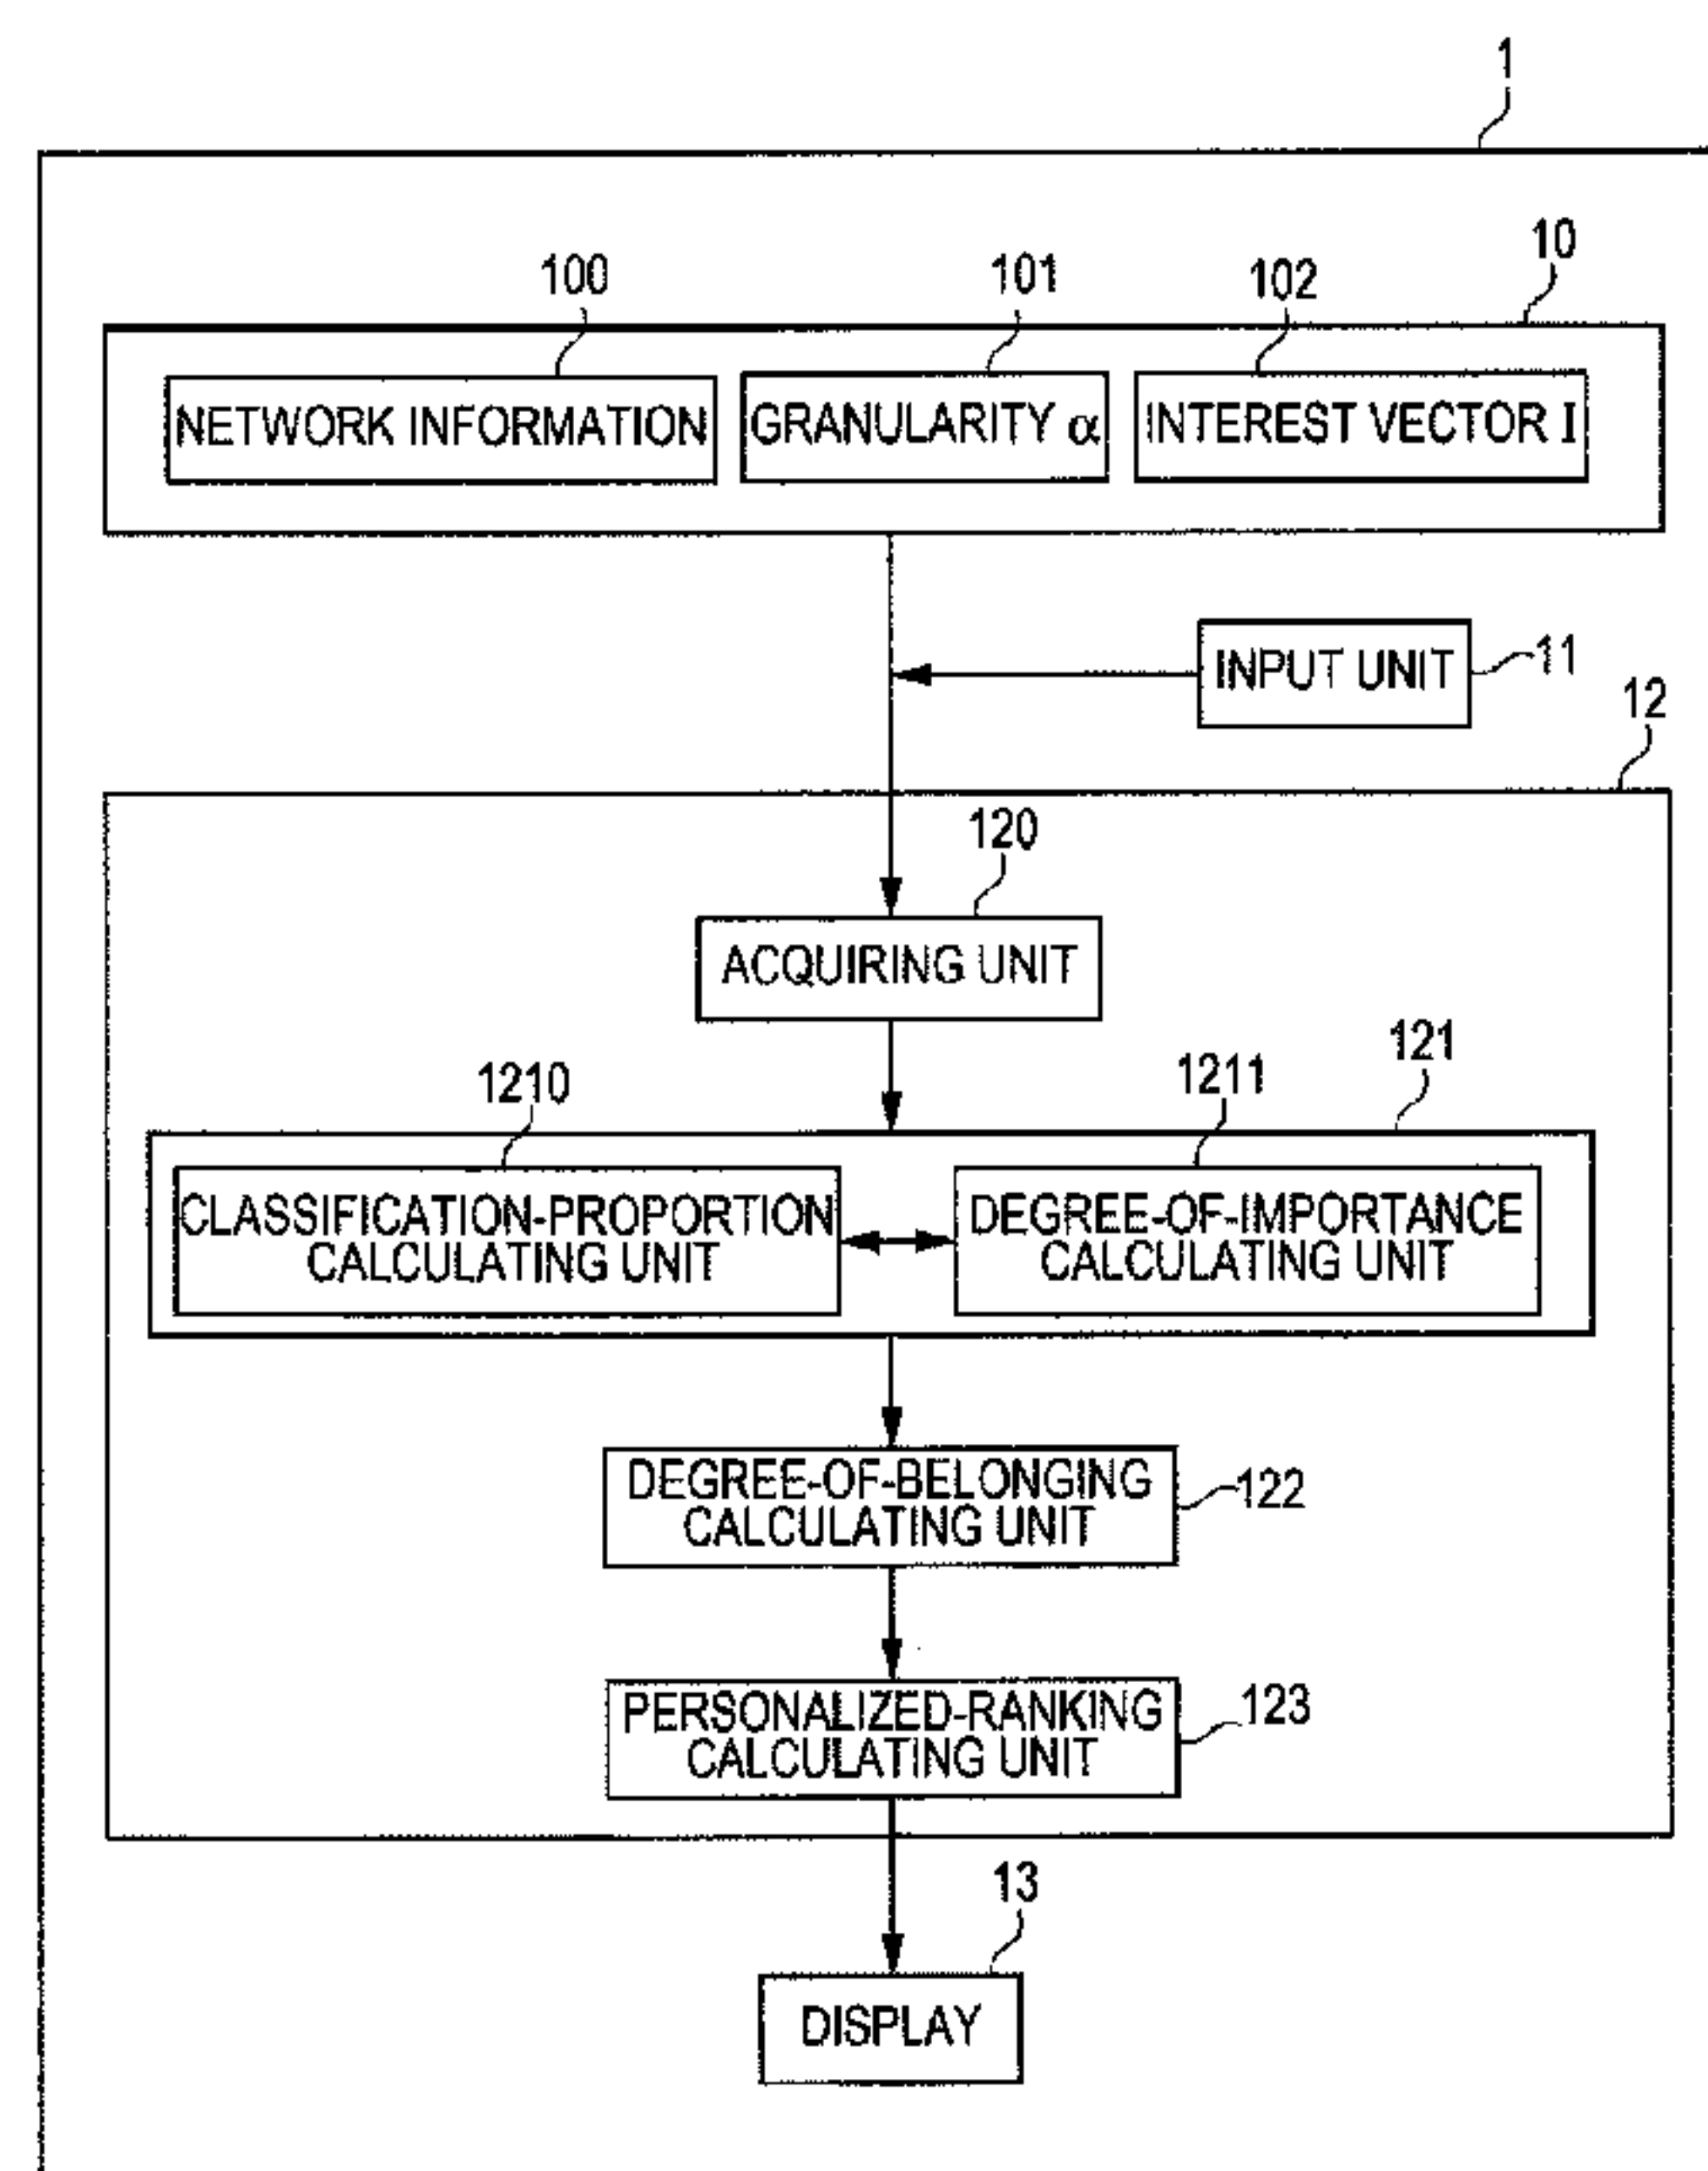 1
10
100
101
102
NETWORK INFORMATION
GRANULARITY α
INTEREST VECTOR I
INPUT UNIT
11
12
120
ACQUIRING UNIT
121
1210
1211
CLASSIFICATION-PROPORTION
CALCULATING UNIT
DEGREE-OF-IMPORTANCE
CALCULATING UNIT
DEGREE-OF-BELONGING
CALCULATING UNIT
122
PERSONALIZED-RANKING
CALCULATING UNIT
123
13
DISPLAY